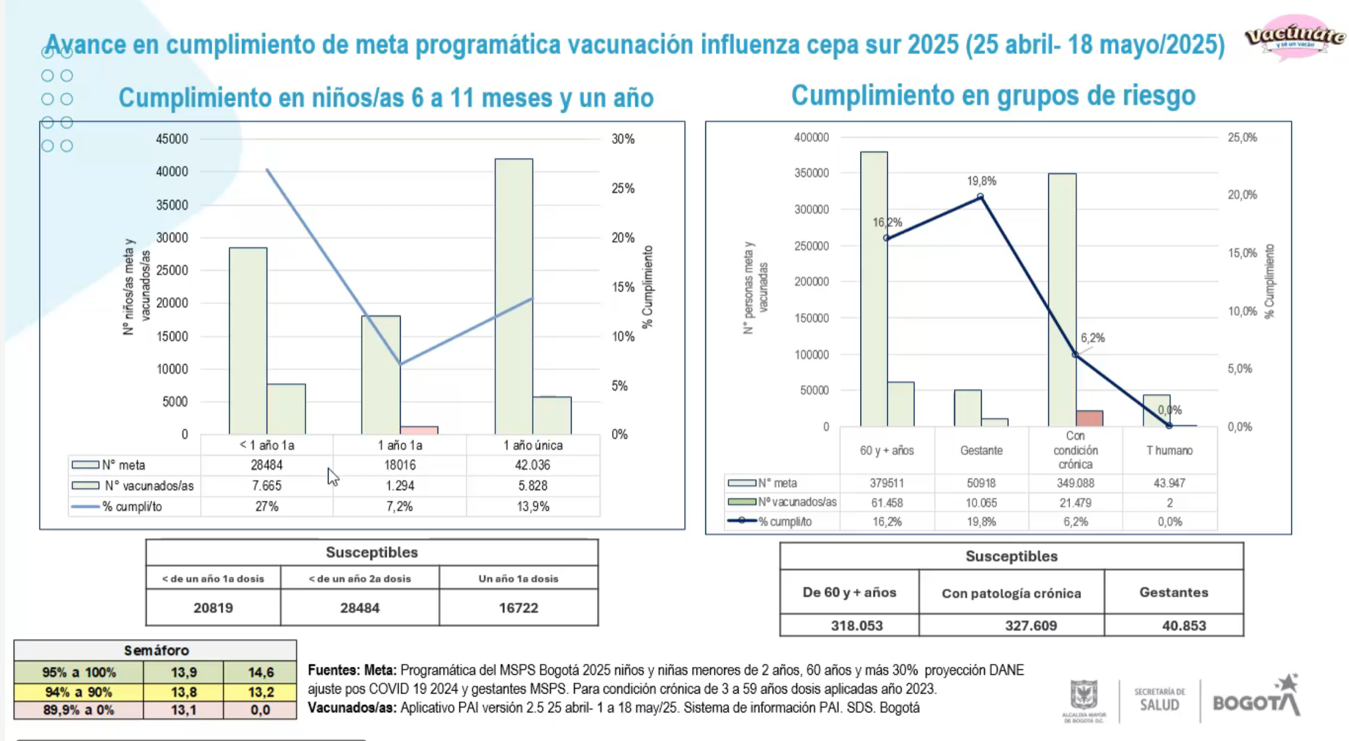 Avance en cumplimiento de meta programática vacunación influenza cepa sur 2025 (25 abril- 18 mayo/2025)
Vacúnate
y sé un vacán
Cumplimiento en niños/as 6 a 11 meses y un año
45000
40000
35000
30000
25000
20000
15000
10000
5000
0
Nº niños/as meta y
vacunados/as
30%
25%
20%
15%
10%
5%
0%
% Cumplimiento
< 1 año 1a 1 año 1a 1 año única
N° meta 28484 18016 42.036
N° vacunados/as 7.665 1.294 5.828
% cumpli/to 27% 7,2% 13,9%
Susceptibles
< de un año 1a dosis < de un año 2a dosis Un año 1a dosis
20819 28484 16722
Cumplimiento en grupos de riesgo
400000
350000
300000
250000
200000
150000
100000
50000
0
N° personas meta y
vacunadas
25,0%
20,0%
15,0%
10,0%
5,0%
0,0%
% Cumplimiento
16,2%
19,8%
6,2%
0,0%
60 y + años Gestante Con
condición
crónica T humano
N° meta 379511 50918 349.088 43.947
Nº vacunados/as 61.458 10.065 21.479 2
% cumpli/to 16,2% 19,8% 6,2% 0,0%
Susceptibles
De 60 y + años Con patología crónica Gestantes
318.053 327.609 40.853
Semáforo
95% a 100% 13,9 14,6
94% a 90% 13,8 13,2
89,9% a 0% 13,1 0,0
Fuentes: Meta: Programática del MSPS Bogotá 2025 niños y niñas menores de 2 años, 60 años y más 30% proyección DANE
ajuste pos COVID 19 2024 y gestantes MSPS. Para condición crónica de 3 a 59 años dosis aplicadas año 2023.
Vacunados/as: Aplicativo PAI versión 2.5 25 abril- 1 a 18 may/25. Sistema de información PAI. SDS. Bogotá
ALCALDÍA MAYOR
DE BOGOTÁ D.C.
SECRETARÍA DE
SALUD
BOGOTÁ